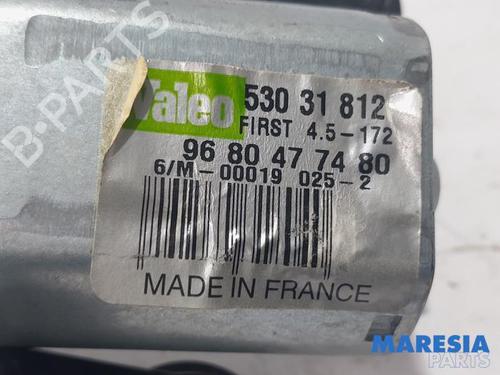 Valeo
530 31 812
FIRST 4.5-172
96 80 47 74 80
6/M-00019 025-2
MADE IN FRANCE
B-PARTS
MARESIA
PARTS